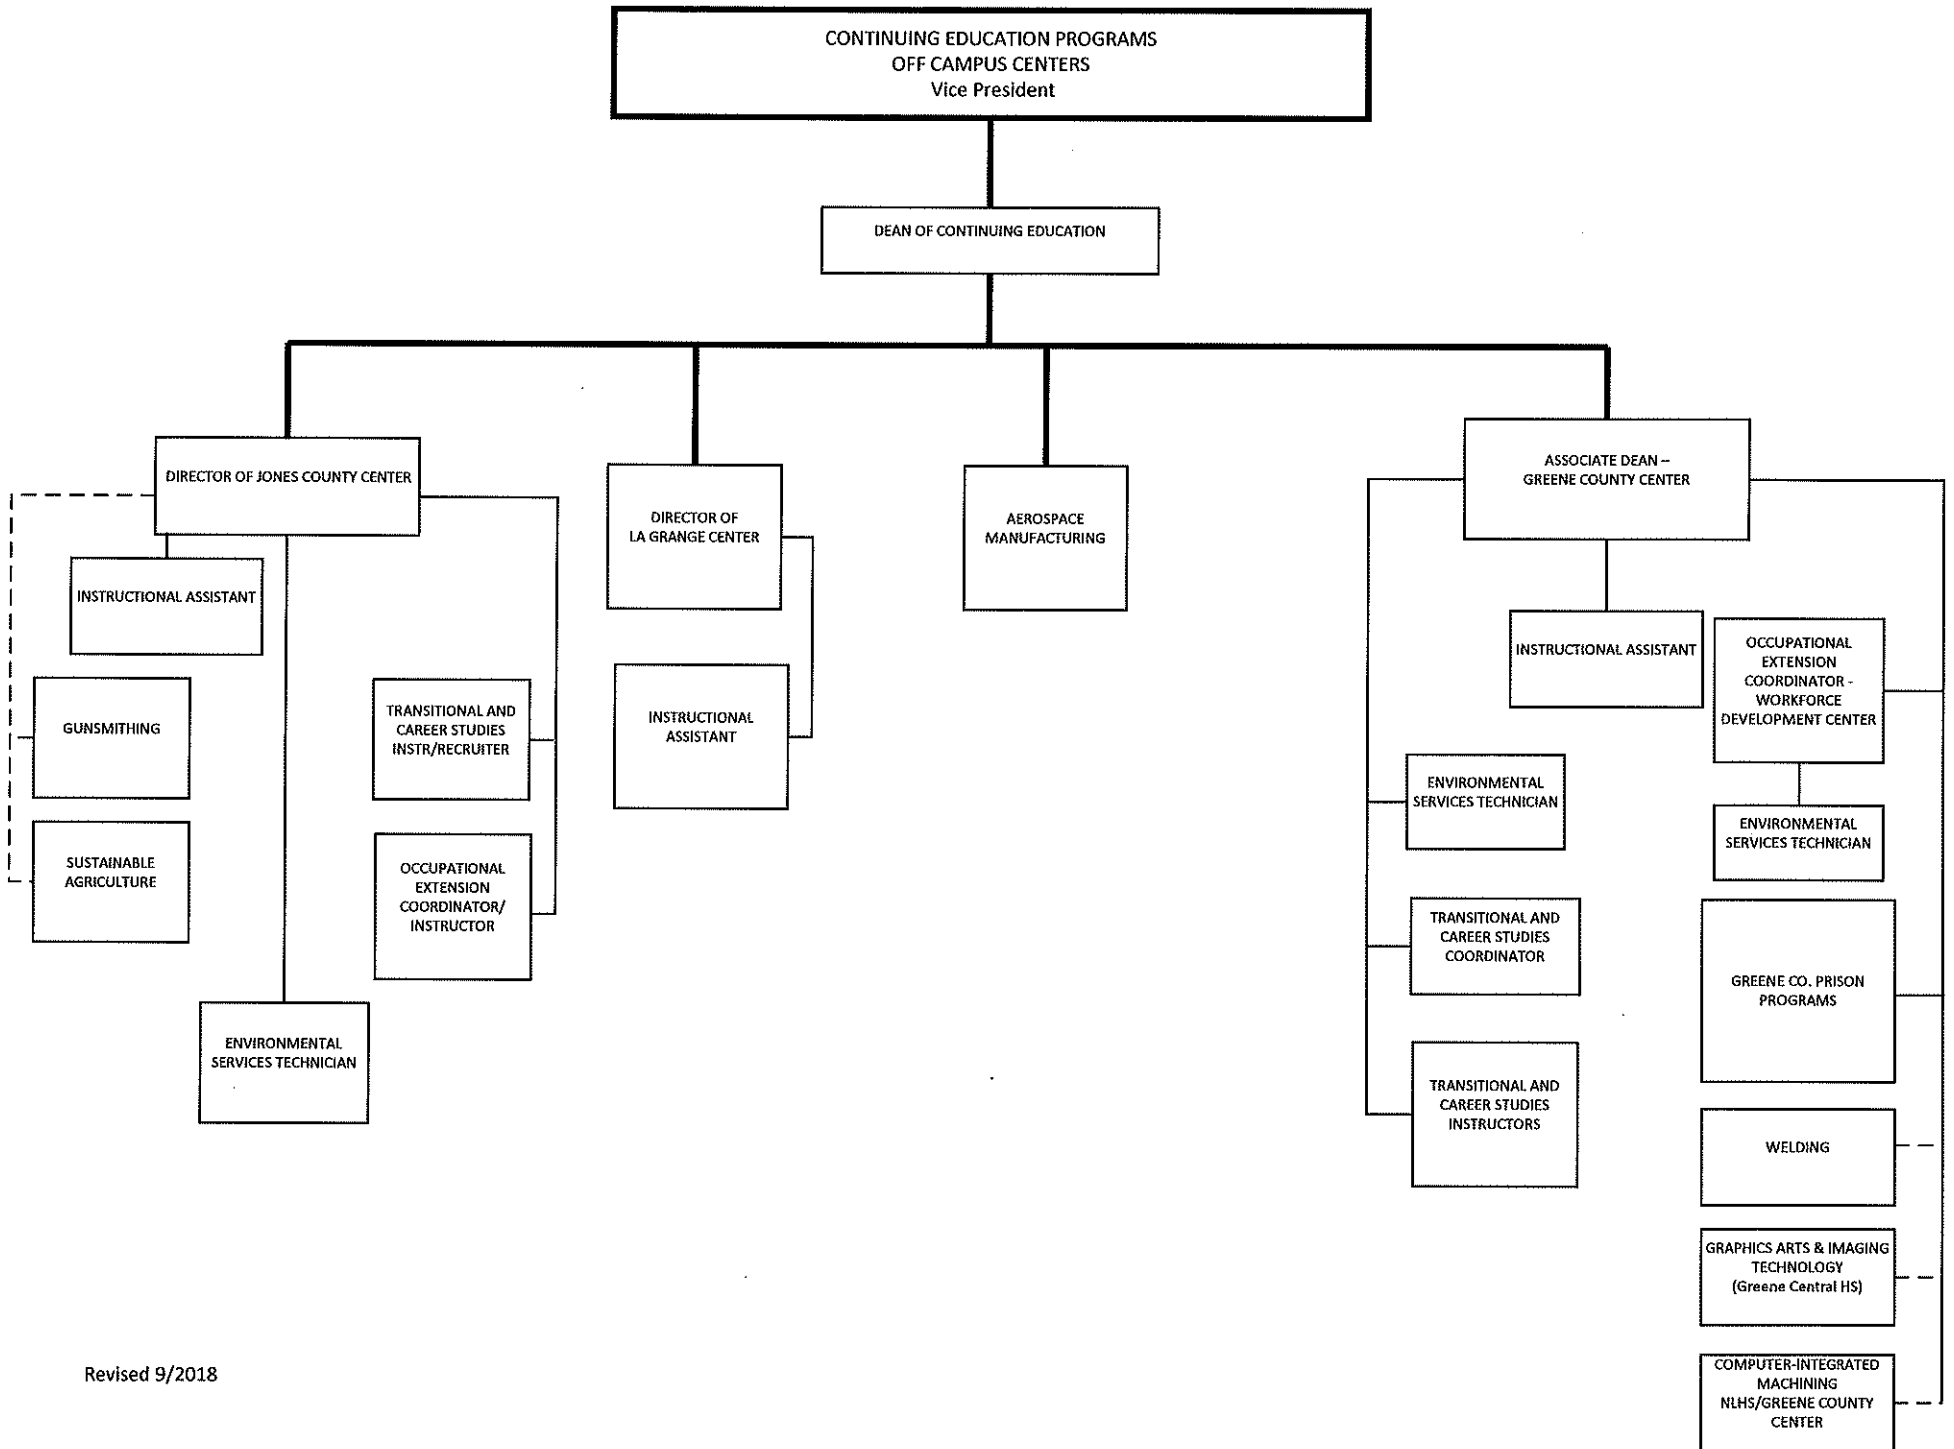 CONTINUING EDUCATION PROGRAMS
OFF CAMPUS CENTERS
Vice President
DEAN OF CONTINUING EDUCATION
DIRECTOR OF JONES COUNTY CENTER
INSTRUCTIONAL ASSISTANT
GUNSMITHING
SUSTAINABLE
AGRICULTURE
ENVIRONMENTAL
SERVICES TECHNICIAN
TRANSITIONAL AND
CAREER STUDIES
INSTR/RECRUITER
OCCUPATIONAL
EXTENSION
COORDINATOR/
INSTRUCTOR
DIRECTOR OF
LA GRANGE CENTER
INSTRUCTIONAL
ASSISTANT
AEROSPACE
MANUFACTURING
ASSOCIATE DEAN –
GREENE COUNTY CENTER
INSTRUCTIONAL ASSISTANT
ENVIRONMENTAL
SERVICES TECHNICIAN
TRANSITIONAL AND
CAREER STUDIES
COORDINATOR
TRANSITIONAL AND
CAREER STUDIES
INSTRUCTORS
OCCUPATIONAL
EXTENSION
COORDINATOR -
WORKFORCE
DEVELOPMENT CENTER
ENVIRONMENTAL
SERVICES TECHNICIAN
GREENE CO. PRISON
PROGRAMS
WELDING
GRAPHICS ARTS & IMAGING
TECHNOLOGY
(Greene Central HS)
COMPUTER-INTEGRATED
MACHINING
NLHS/GREENE COUNTY
CENTER
Revised 9/2018